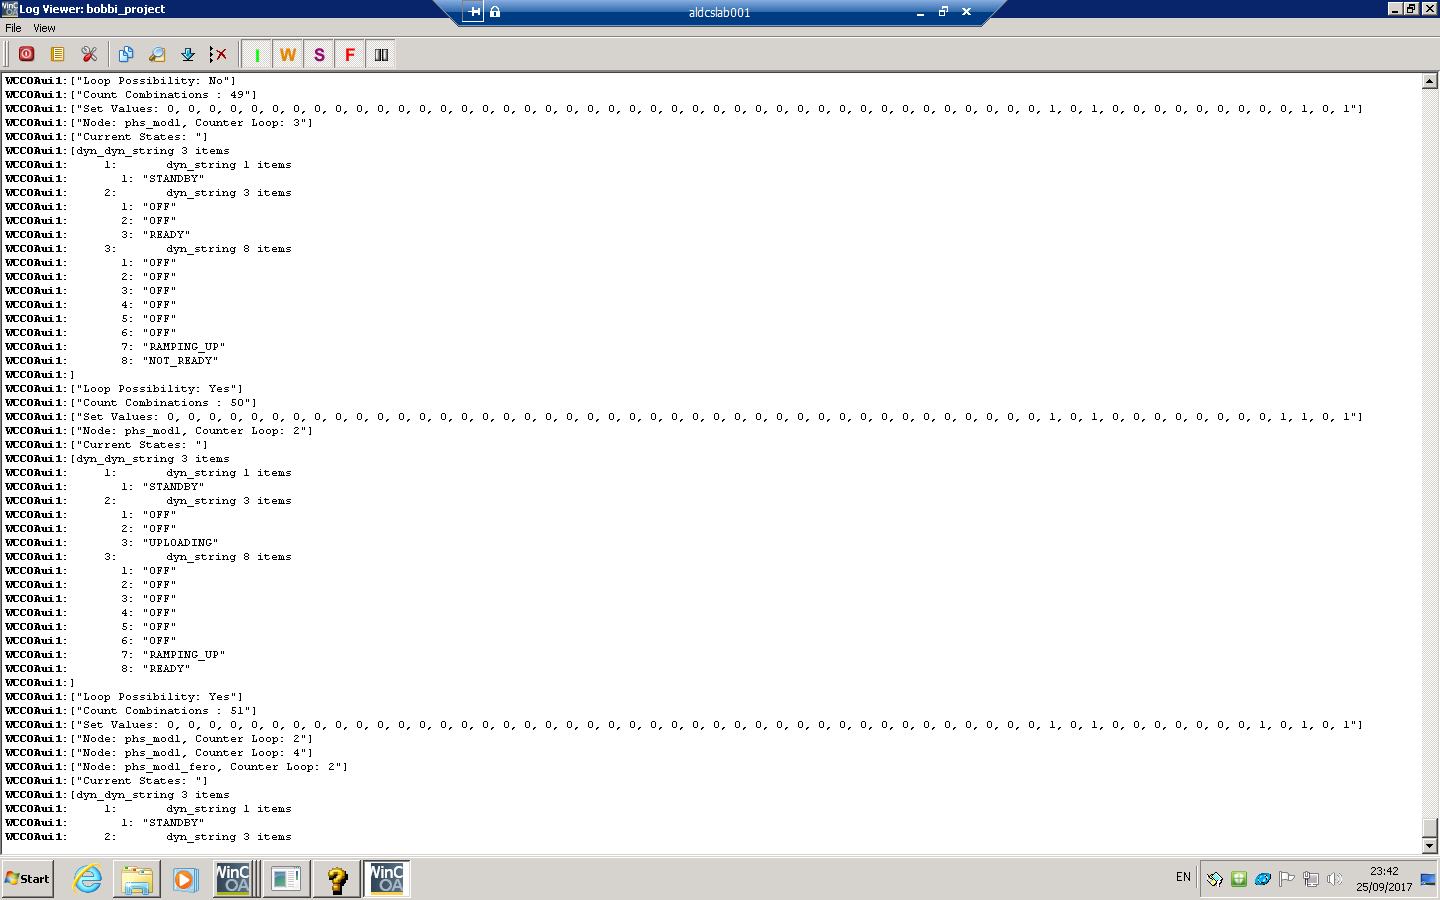 Log Viewer: bobbi_project
aldcslab001
File View
I W S F
WCCOAui1:["Loop Possibility: No"]
WCCOAui1:["Count Combinations : 49"]
WCCOAui1:["Set Values: 0, 0, 0, 0, 0, 0, 0, 0, 0, 0, 0, 0, 0, 0, 0, 0, 0, 0, 0, 0, 0, 0, 0, 0, 0, 0, 0, 0, 0, 0, 0, 0, 0, 0, 0, 0, 0, 0, 0, 0, 0, 0, 1, 0, 1, 0, 0, 0, 0, 0, 0, 0, 0, 0, 1, 0, 1"]
WCCOAui1:["Node: phs_mod1, Counter Loop: 3"]
WCCOAui1:["Current States: "]
WCCOAui1:[dyn_dyn_string 3 items
WCCOAui1: 1: dyn_string 1 items
WCCOAui1: 1: "STANDBY"
WCCOAui1: 2: dyn_string 3 items
WCCOAui1: 1: "OFF"
WCCOAui1: 2: "OFF"
WCCOAui1: 3: "READY"
WCCOAui1: 3: dyn_string 8 items
WCCOAui1: 1: "OFF"
WCCOAui1: 2: "OFF"
WCCOAui1: 3: "OFF"
WCCOAui1: 4: "OFF"
WCCOAui1: 5: "OFF"
WCCOAui1: 6: "OFF"
WCCOAui1: 7: "RAMPING_UP"
WCCOAui1: 8: "NOT_READY"
WCCOAui1:]
WCCOAui1:["Loop Possibility: Yes"]
WCCOAui1:["Count Combinations : 50"]
WCCOAui1:["Set Values: 0, 0, 0, 0, 0, 0, 0, 0, 0, 0, 0, 0, 0, 0, 0, 0, 0, 0, 0, 0, 0, 0, 0, 0, 0, 0, 0, 0, 0, 0, 0, 0, 0, 0, 0, 0, 0, 0, 0, 0, 0, 0, 1, 0, 1, 0, 0, 0, 0, 0, 0, 0, 0, 1, 1, 0, 1"]
WCCOAui1:["Node: phs_mod1, Counter Loop: 2"]
WCCOAui1:["Current States: "]
WCCOAui1:[dyn_dyn_string 3 items
WCCOAui1: 1: dyn_string 1 items
WCCOAui1: 1: "STANDBY"
WCCOAui1: 2: dyn_string 3 items
WCCOAui1: 1: "OFF"
WCCOAui1: 2: "OFF"
WCCOAui1: 3: "UPLOADING"
WCCOAui1: 3: dyn_string 8 items
WCCOAui1: 1: "OFF"
WCCOAui1: 2: "OFF"
WCCOAui1: 3: "OFF"
WCCOAui1: 4: "OFF"
WCCOAui1: 5: "OFF"
WCCOAui1: 6: "OFF"
WCCOAui1: 7: "RAMPING_UP"
WCCOAui1: 8: "READY"
WCCOAui1:]
WCCOAui1:["Loop Possibility: Yes"]
WCCOAui1:["Count Combinations : 51"]
WCCOAui1:["Set Values: 0, 0, 0, 0, 0, 0, 0, 0, 0, 0, 0, 0, 0, 0, 0, 0, 0, 0, 0, 0, 0, 0, 0, 0, 0, 0, 0, 0, 0, 0, 0, 0, 0, 0, 0, 0, 0, 0, 0, 0, 0, 0, 1, 0, 1, 0, 0, 0, 0, 0, 0, 0, 1, 0, 1, 0, 1"]
WCCOAui1:["Node: phs_mod1, Counter Loop: 2"]
WCCOAui1:["Node: phs_mod1, Counter Loop: 4"]
WCCOAui1:["Node: phs_mod1_fero, Counter Loop: 2"]
WCCOAui1:["Current States: "]
WCCOAui1:[dyn_dyn_string 3 items
WCCOAui1: 1: dyn_string 1 items
WCCOAui1: 1: "STANDBY"
WCCOAui1: 2: dyn_string 3 items
Start
WinC
OA
WinC
OA
EN
23:42
25/09/2017